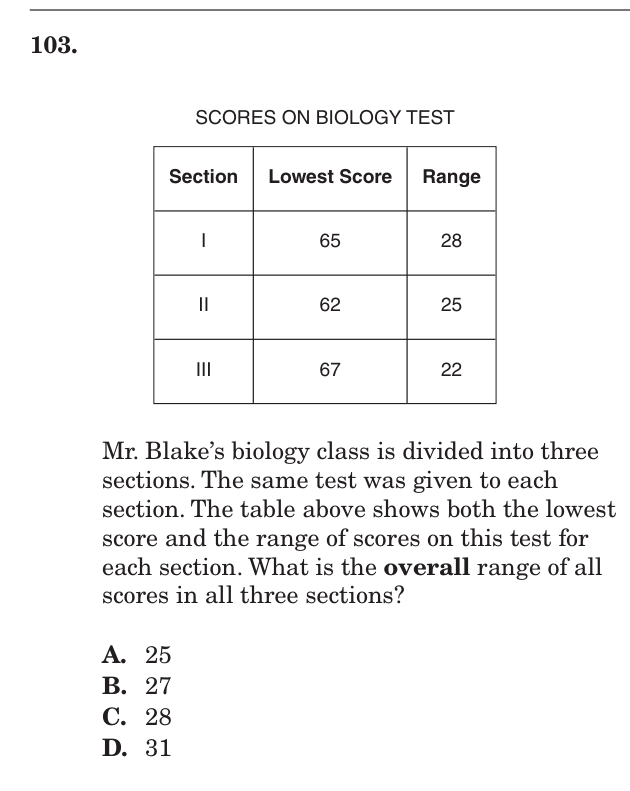 103.
SCORES ON BIOLOGY TEST
Section Lowest Score Range
I 65 28
II 62 25
III 67 22
Mr. Blake’s biology class is divided into three
sections. The same test was given to each
section. The table above shows both the lowest
score and the range of scores on this test for
each section. What is the overall range of all
scores in all three sections?
A. 25
B. 27
C. 28
D. 31